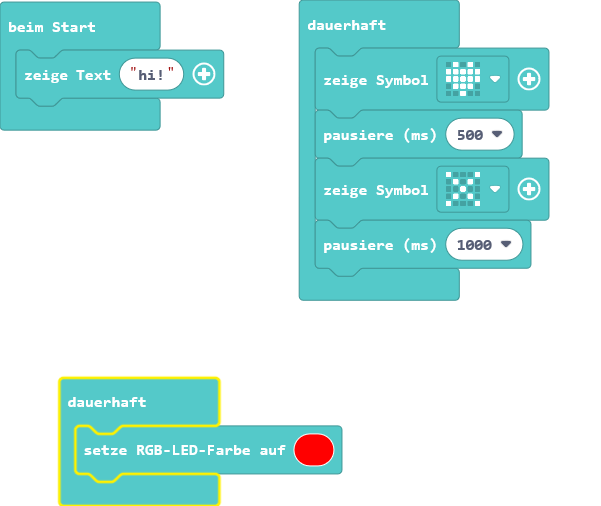 beim Start
zeige Text "hi!"
dauerhaft
zeige Symbol
pausiere (ms) 500
zeige Symbol
pausiere (ms) 1000
dauerhaft
setze RGB-LED-Farbe auf